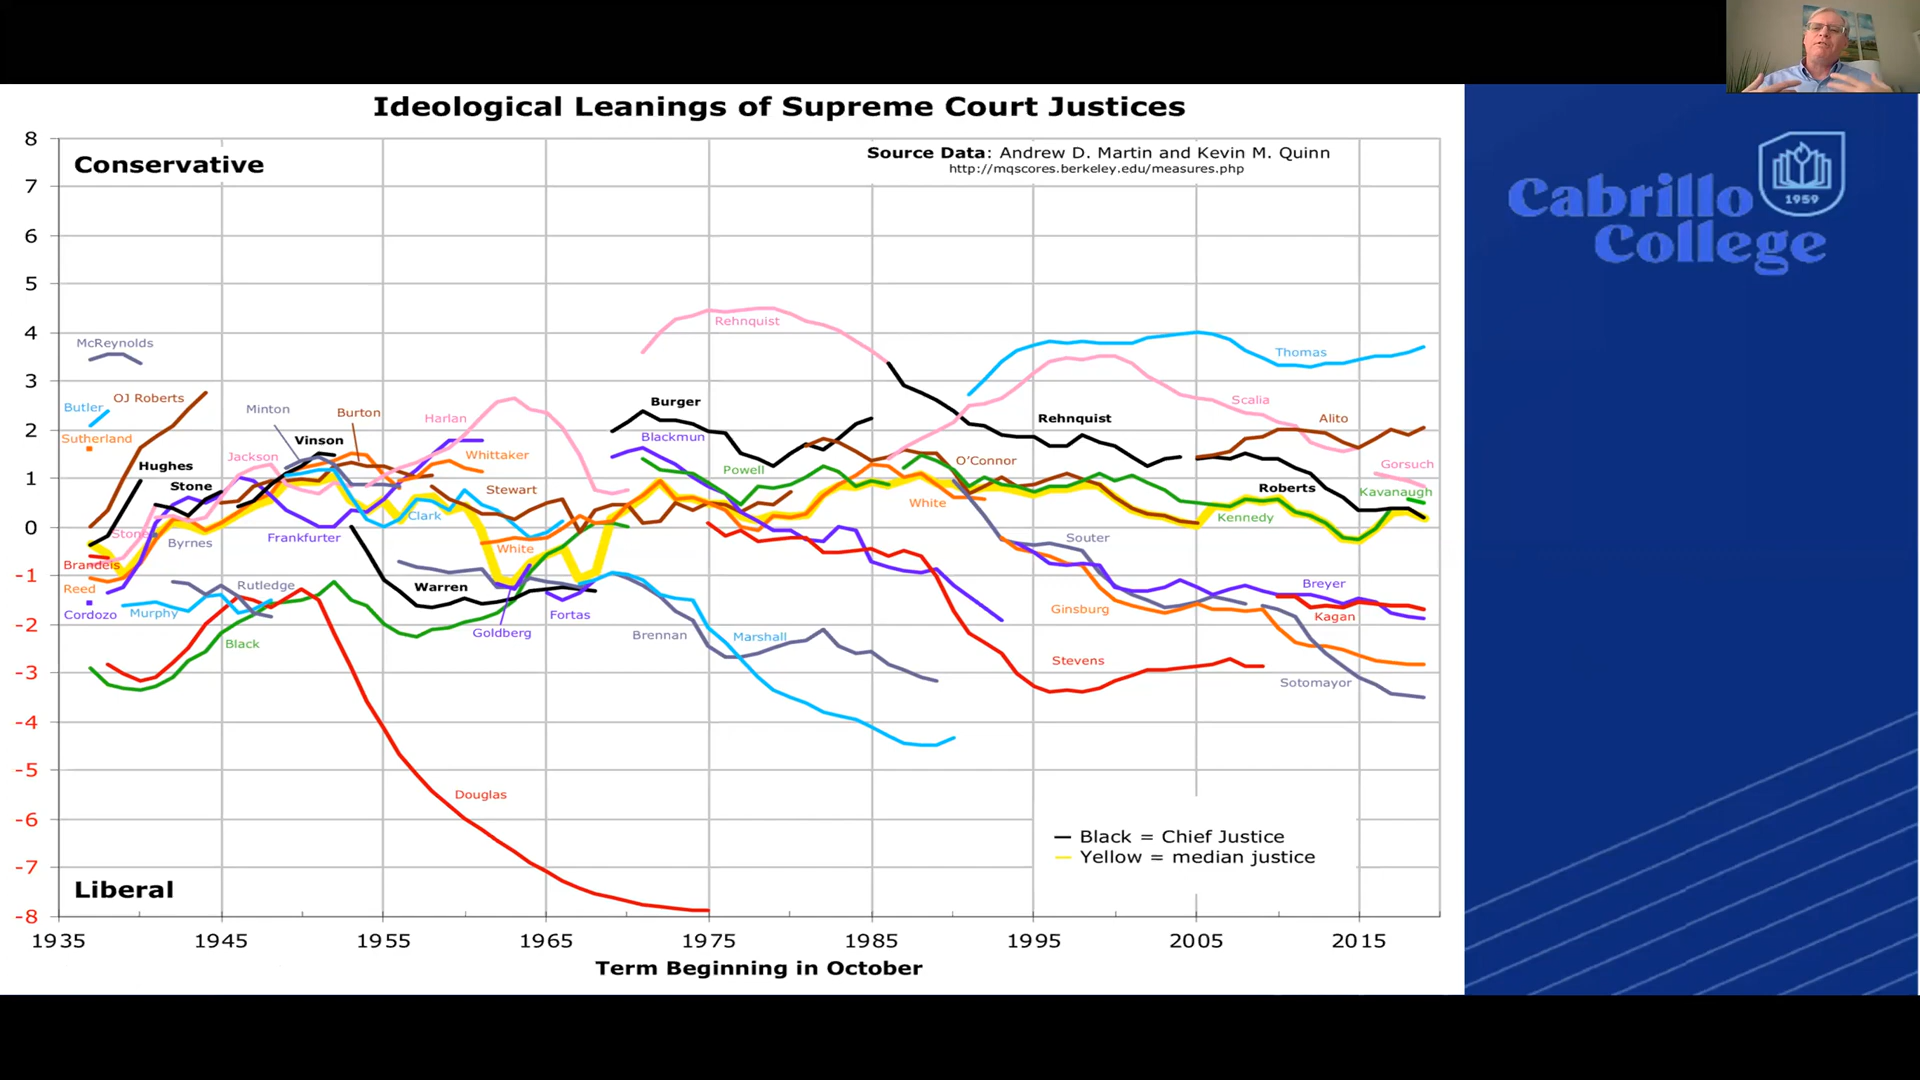 Ideological Leanings of Supreme Court Justices
8
7
6
5
4
3
2
1
0
-1
-2
-3
-4
-5
-6
-7
-8
Conservative
Source Data: Andrew D. Martin and Kevin M. Quinn
http://mqscores.berkeley.edu/measures.php
McReynolds
Butler
OJ Roberts
Sutherland
Hughes
Stone
Jackson
Minton
Burton
Vinson
Harlan
Whittaker
Stewart
Clark
Stone
Byrnes
Frankfurter
White
Brandeis
Reed
Cordozo
Murphy
Rutledge
Black
Warren
Goldberg
Fortas
Douglas
Rehnquist
Burger
Blackmun
Powell
Brennan
Marshall
White
O'Connor
Rehnquist
Souter
Ginsburg
Stevens
Thomas
Scalia
Alito
Gorsuch
Kavanaugh
Roberts
Kennedy
Breyer
Kagan
Sotomayor
Black = Chief Justice
Yellow = median justice
Liberal
1935
1945
1955
1965
1975
1985
1995
2005
2015
Term Beginning in October
Cabrillo
College
1959